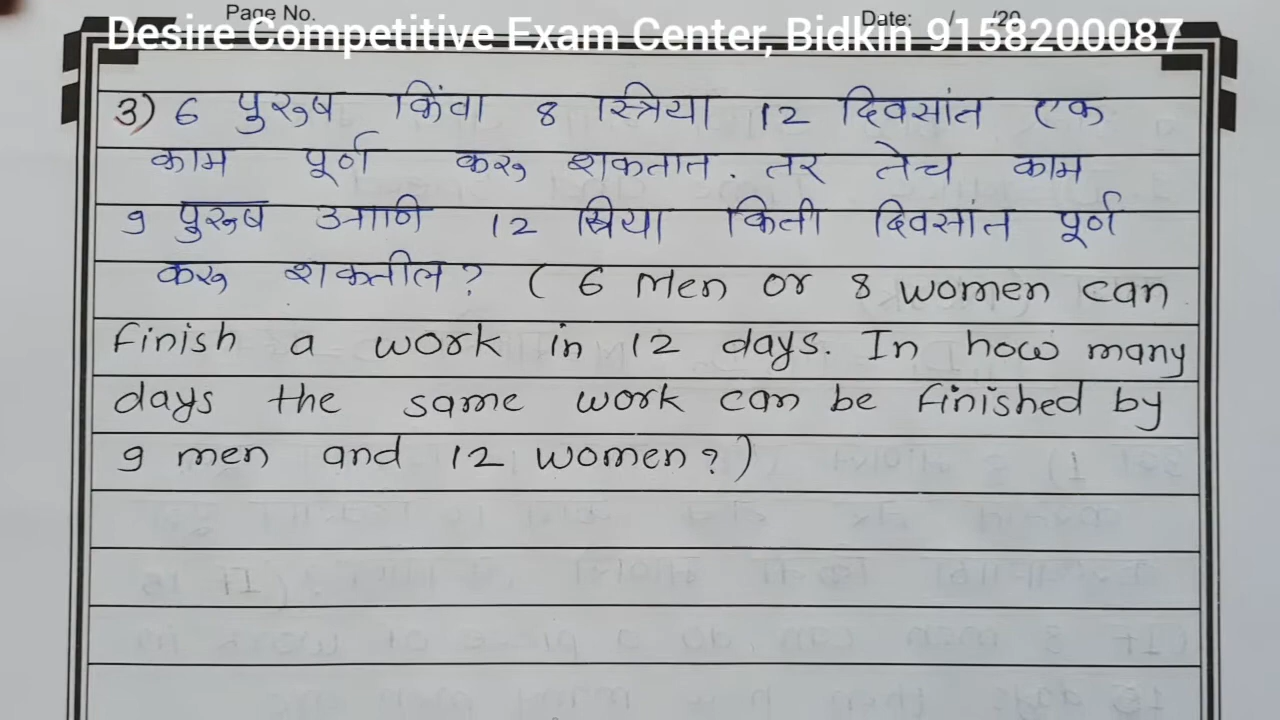 Page No.
Date: / /20
Desire Competitive Exam Center, Bidkin 9158200087
3) 6 पुरुष किंवा 8 स्त्रिया 12 दिवसांत एक
काम पूर्ण करू शकतात. तर तेच काम
9 पुरूष आणि 12 स्त्रिया किती दिवसांत पूर्ण
करू शकतील? ( 6 Men or 8 women can
finish a work in 12 days. In how many
days the same work can be finished by
9 men and 12 women?)